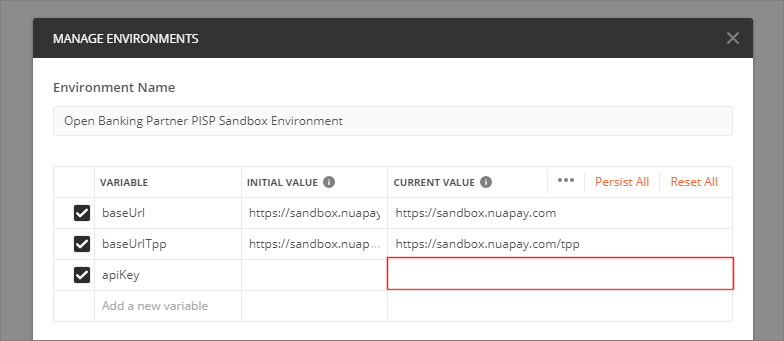 MANAGE ENVIRONMENTS
Environment Name
Open Banking Partner PISP Sandbox Environment
VARIABLE INITIAL VALUE CURRENT VALUE ••• Persist All Reset All
baseUrl https://sandbox.nuapay https://sandbox.nuapay.com
baseUrlTpp https://sandbox.nuap... https://sandbox.nuapay.com/tpp
apiKey
Add a new variable